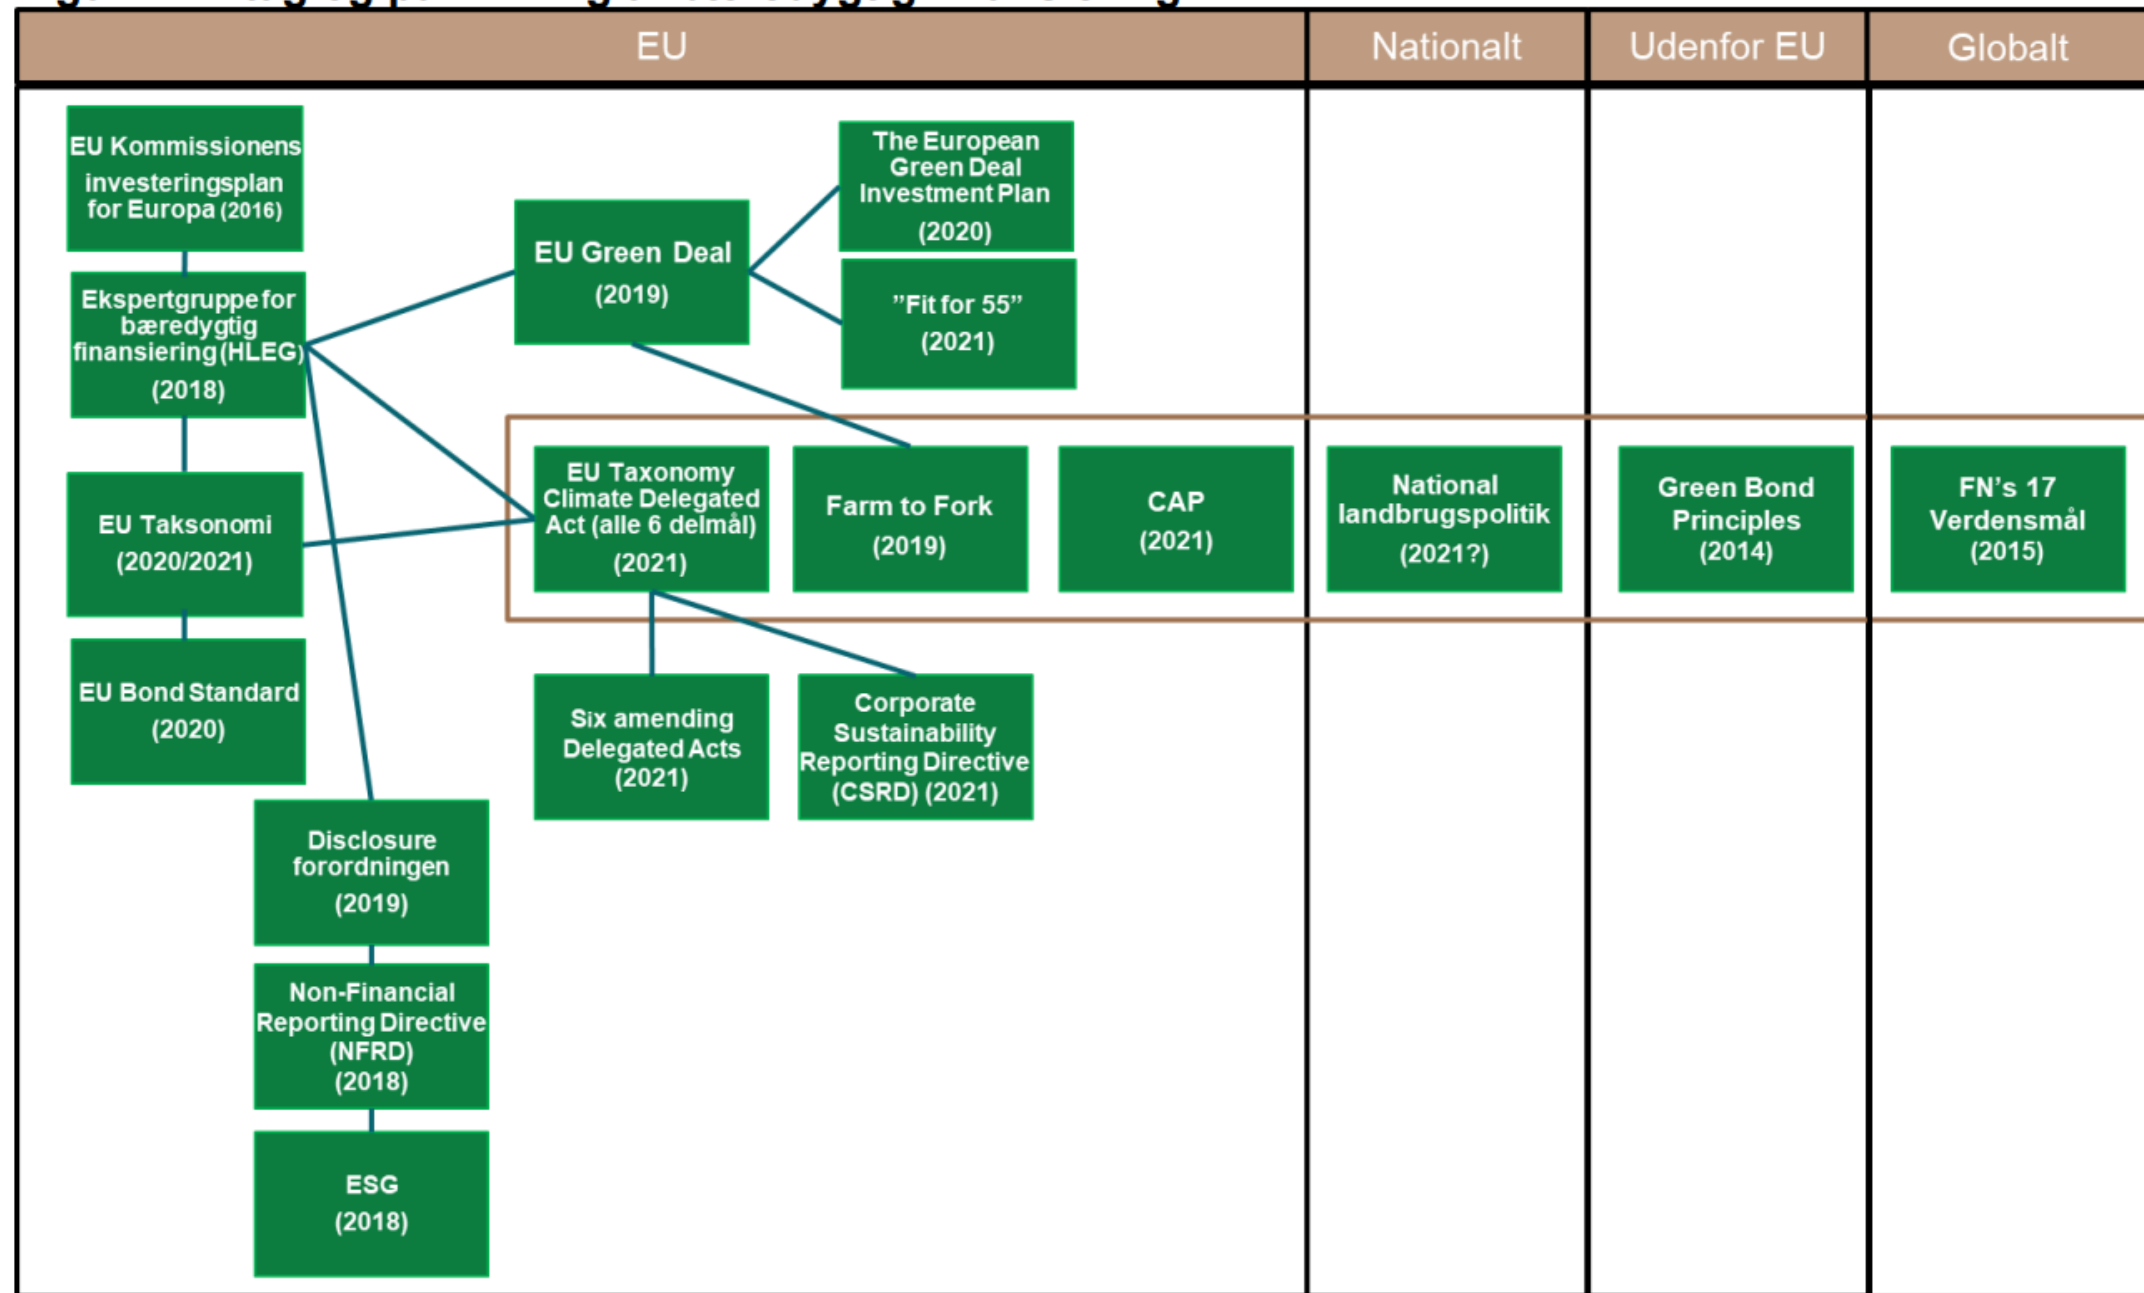 EU
Nationalt
Udenfor EU
Globalt
EU Kommissionens
investeringsplan
for Europa (2016)
Ekspertgruppe for
bæredygtig
finansiering (HLEG)
(2018)
EU Taksonomi
(2020/2021)
EU Bond Standard
(2020)
Disclosure
forordningen
(2019)
Non-Financial
Reporting Directive
(NFRD)
(2018)
ESG
(2018)
EU Green Deal
(2019)
The European
Green Deal
Investment Plan
(2020)
”Fit for 55”
(2021)
EU Taxonomy
Climate Delegated
Act (alle 6 delmål)
(2021)
Farm to Fork
(2019)
CAP
(2021)
National
landbrugspolitik
(2021?)
Green Bond
Principles
(2014)
FN’s 17
Verdensmål
(2015)
Six amending
Delegated Acts
(2021)
Corporate
Sustainability
Reporting Directive
(CSRD) (2021)